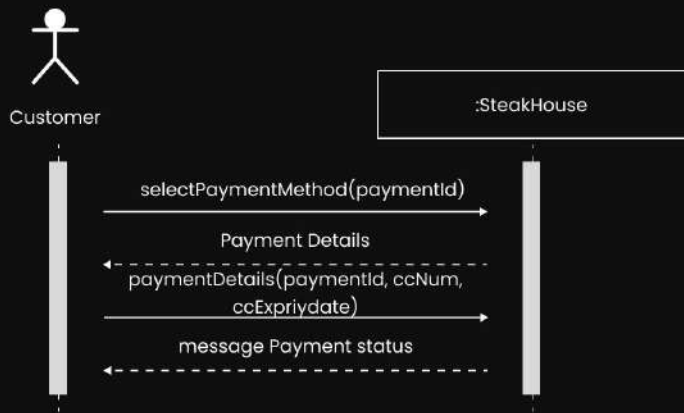 Customer
:SteakHouse
selectPaymentMethod(paymentId)
Payment Details
paymentDetails(paymentId, ccNum,
ccExpriydate)
message Payment status